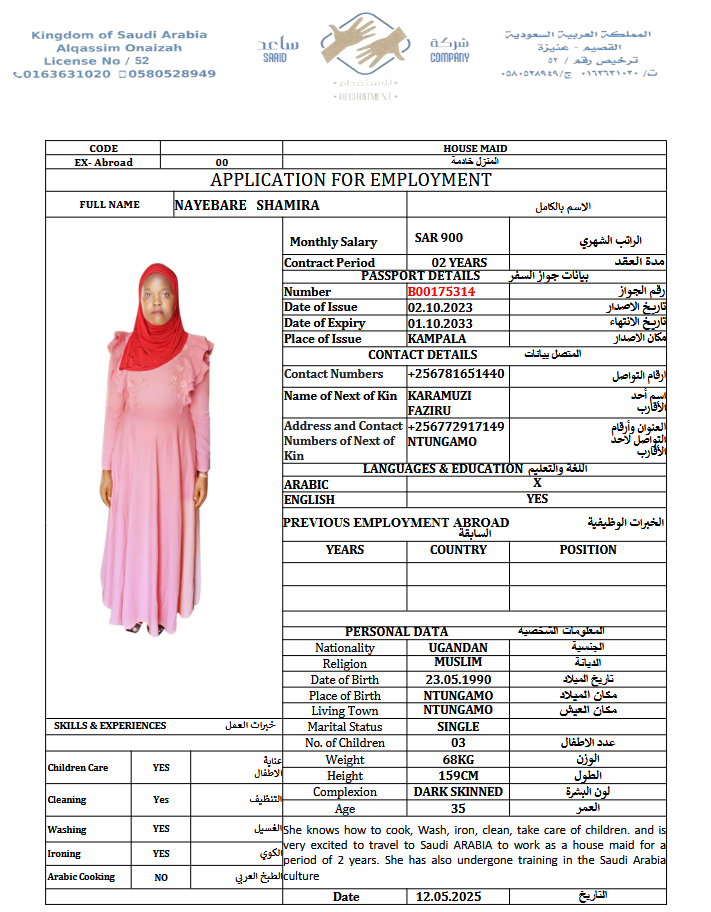 Kingdom of Saudi Arabia
Alqassim Onaizah
License No / 52
0163631020 0580528949
ساعد
SAAID
شركة
COMPANY
للاستقدام
• RECRUITMENT •
المملكة العربية السعودية
القصيم - عنيزة
ترخيص رقم / ٥٢
ت/ ٠١٦٣٦٣١٠٢٠ ج/ ٠٥٨٠٥٢٨٩٤٩
CODE HOUSE MAID
EX- Abroad 00 المنزل خادمة
APPLICATION FOR EMPLOYMENT
FULL NAME NAYEBARE SHAMIRA الاسم بالكامل
Monthly Salary SAR 900 الراتب الشهري
Contract Period 02 YEARS مدة العقد
PASSPORT DETAILS بيانات جواز السفر
Number B00175314 رقم الجواز
Date of Issue 02.10.2023 تاريخ الاصدار
Date of Expiry 01.10.2033 تاريخ الانتهاء
Place of Issue KAMPALA مكان الاصدار
CONTACT DETAILS المتصل بيانات
Contact Numbers +256781651440 ارقام التواصل
Name of Next of Kin KARAMUZI FAZIRU اسم أحد الأقارب
Address and Contact Numbers of Next of Kin +256772917149 NTUNGAMO العنوان وأرقام التواصل لاحد الأقارب
LANGUAGES & EDUCATION اللغة والتعليم
ARABIC X
ENGLISH YES
PREVIOUS EMPLOYMENT ABROAD الخبرات الوظيفية
السابقة
YEARS COUNTRY POSITION
PERSONAL DATA المعلومات الشخصية
Nationality UGANDAN الجنسية
Religion MUSLIM الديانة
Date of Birth 23.05.1990 تاريخ الميلاد
Place of Birth NTUNGAMO مكان الميلاد
Living Town NTUNGAMO مكان العيش
Marital Status SINGLE
No. of Children 03 عدد الاطفال
Weight 68KG الوزن
Height 159CM الطول
Complexion DARK SKINNED لون البشرة
Age 35 العمر
SKILLS & EXPERIENCES خبرات العمل
Children Care YES عناية الاطفال
Cleaning Yes التنظيف
Washing YES الغسيل
Ironing YES الكوي
Arabic Cooking NO الطبخ العربي
She knows how to cook, Wash, iron, clean, take care of children. and is
very excited to travel to Saudi ARABIA to work as a house maid for a
period of 2 years. She has also undergone training in the Saudi Arabia
culture
Date 12.05.2025 التاريخ